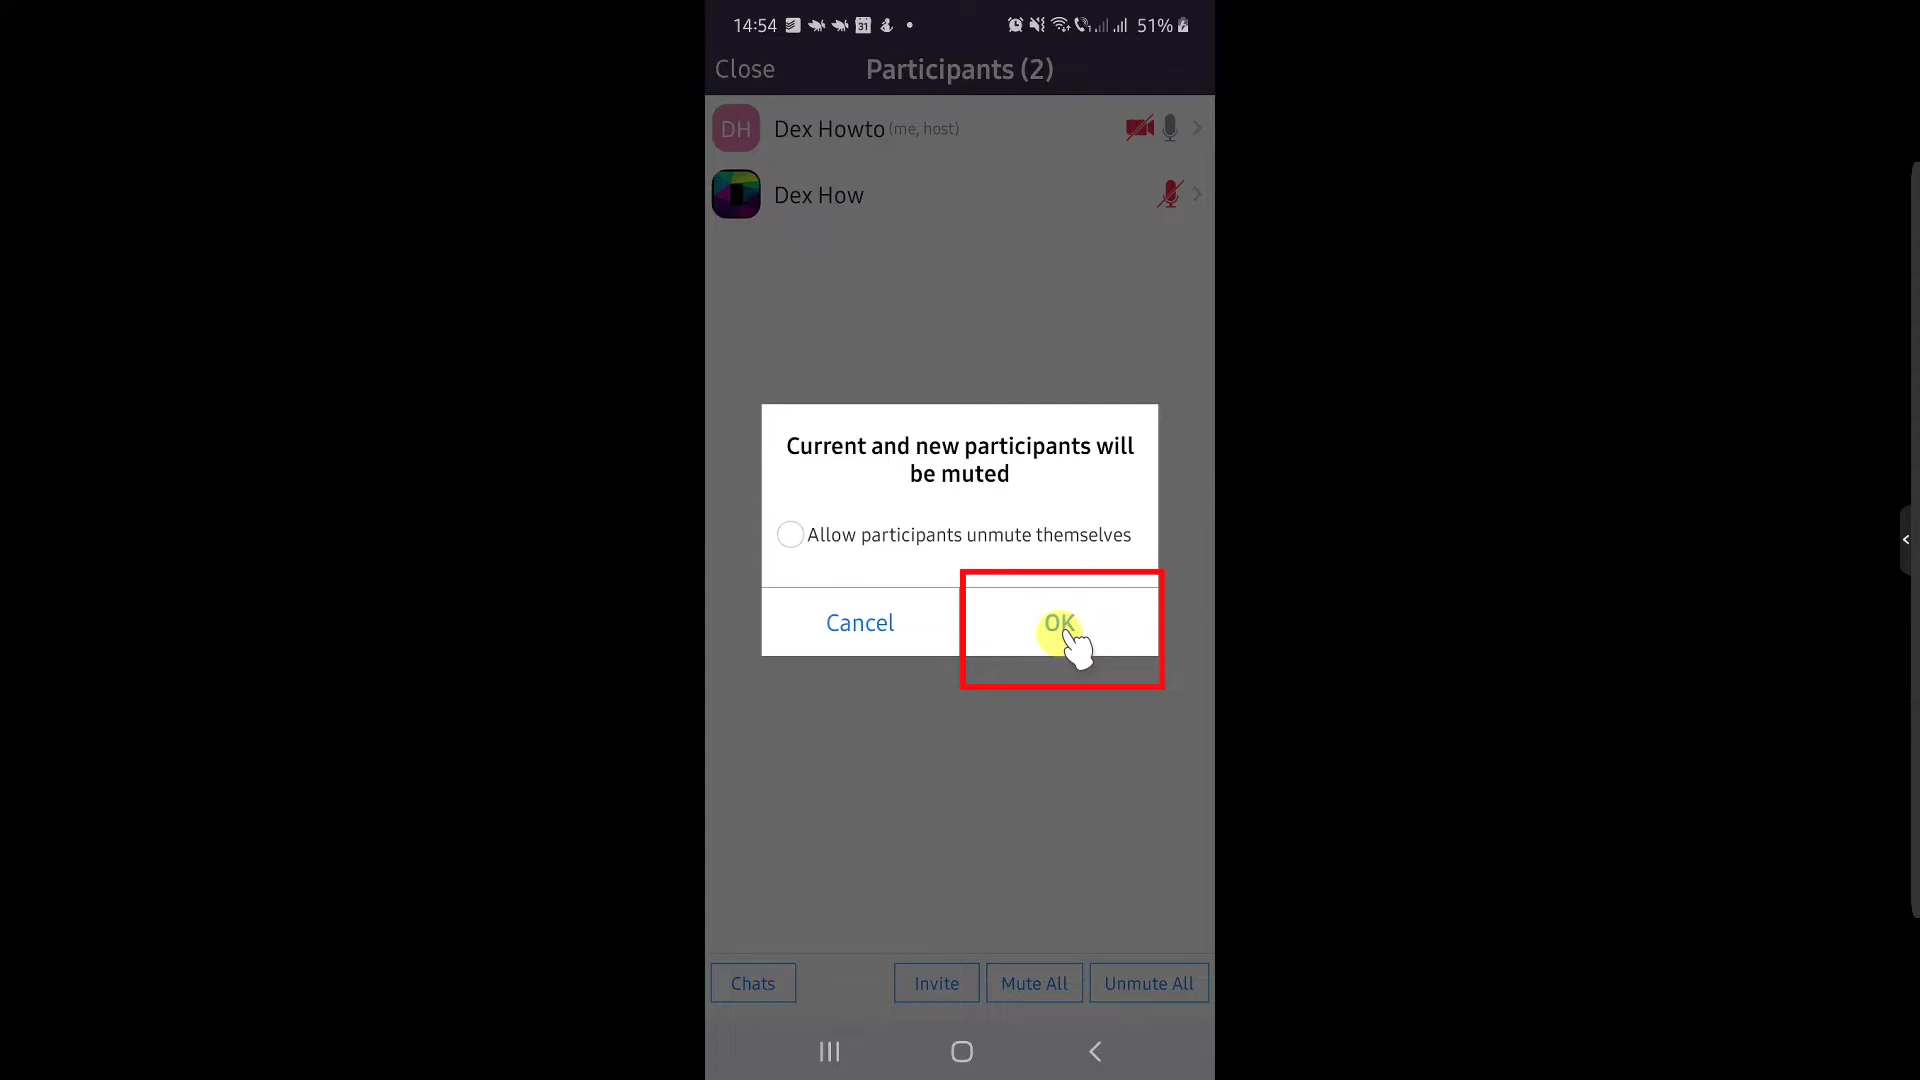 14:54 31 51%
Close Participants (2)
DH Dex Howto (me, host)
Dex How
Current and new participants will
be muted
Allow participants unmute themselves
Cancel OK
Chats Invite Mute All Unmute All